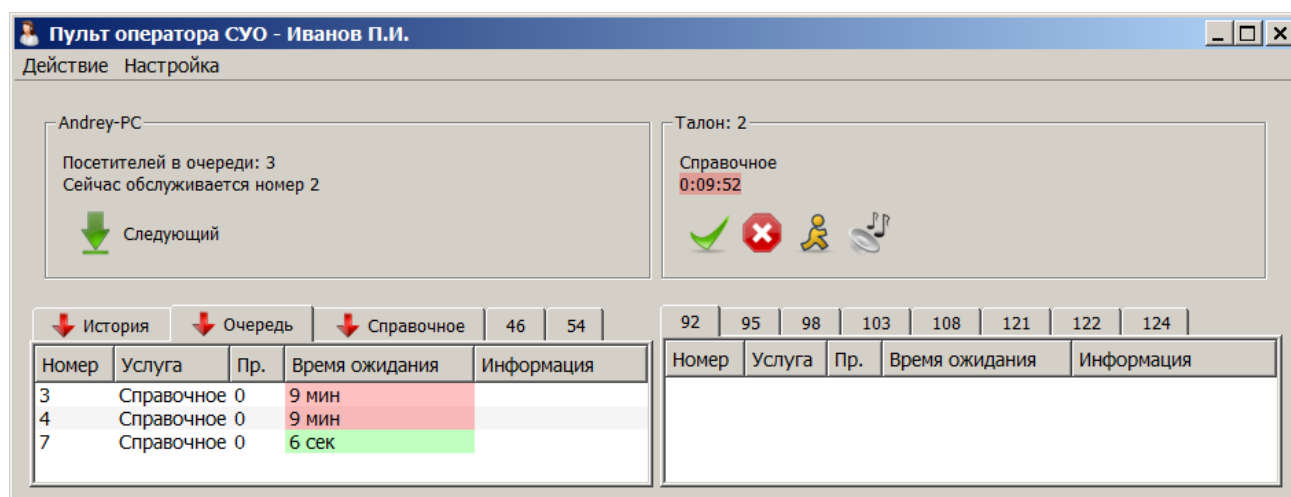 Пульт оператора СУО - Иванов П.И.
Действие Настройка
Andrey-PC
Посетителей в очереди: 3
Сейчас обслуживается номер 2
Следующий
Талон: 2
Справочное
0:09:52
История Очередь Справочное 46 54
Номер Услуга Пр. Время ожидания Информация
3 Справочное 0 9 мин
4 Справочное 0 9 мин
7 Справочное 0 6 сек
92 95 98 103 108 121 122 124
Номер Услуга Пр. Время ожидания Информация